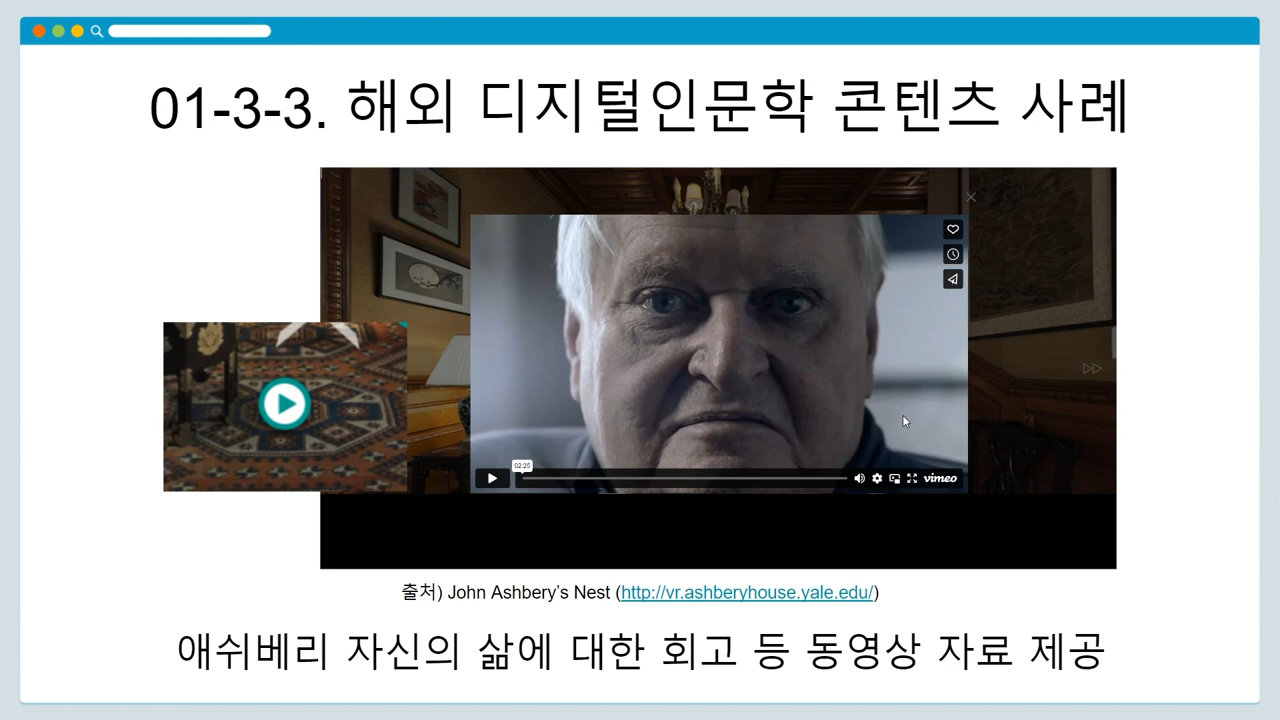 01-3-3. 해외 디지털인문학 콘텐츠 사례
02:25
vimeo
출처) John Ashbery’s Nest (http://vr.ashberyhouse.yale.edu/)
애쉬베리 자신의 삶에 대한 회고 등 동영상 자료 제공